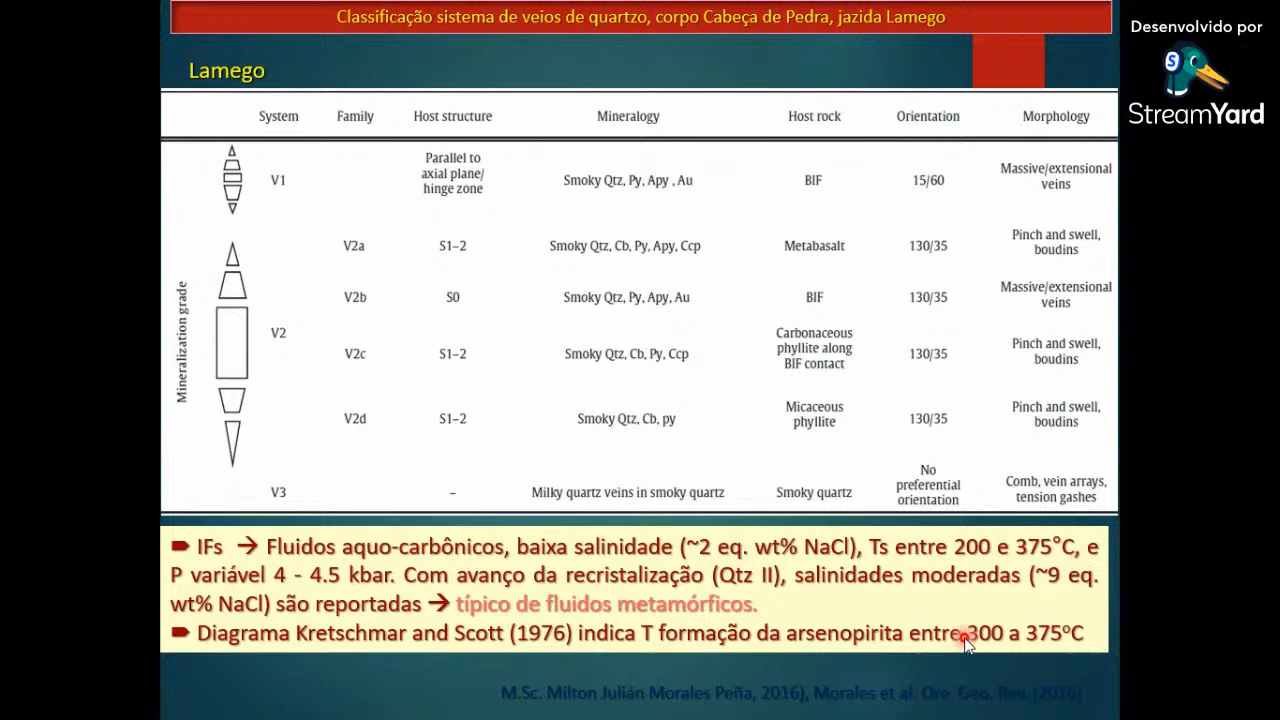 Classificação sistema de veios de quartzo, corpo Cabeça de Pedra, jazida Lamego
Desenvolvido por
S
StreamYard
Lamego
System Family Host structure Mineralogy Host rock Orientation Morphology
V1 Parallel to axial plane/ hinge zone Smoky Qtz, Py, Apy , Au BIF 15/60 Massive/extensional veins
Mineralization grade
V2
V2a S1–2 Smoky Qtz, Cb, Py, Apy, Ccp Metabasalt 130/35 Pinch and swell, boudins
V2b S0 Smoky Qtz, Py, Apy, Au BIF 130/35 Massive/extensional veins
V2c S1–2 Smoky Qtz, Cb, Py, Ccp Carbonaceous phyllite along BIF contact 130/35 Pinch and swell, boudins
V2d S1–2 Smoky Qtz, Cb, py Micaceous phyllite 130/35 Pinch and swell, boudins
V3 – Milky quartz veins in smoky quartz Smoky quartz No preferential orientation Comb, vein arrays, tension gashes
IFs → Fluidos aquo-carbônicos, baixa salinidade (~2 eq. wt% NaCl), Ts entre 200 e 375°C, e
P variável 4 - 4.5 kbar. Com avanço da recristalização (Qtz II), salinidades moderadas (~9 eq.
wt% NaCl) são reportadas → típico de fluidos metamórficos.
Diagrama Kretschmar and Scott (1976) indica T formação da arsenopirita entre 300 a 375ºC
M.Sc. Milton Julián Morales Peña, 2016), Morales et al. Ore Geo. Rev. (2016)